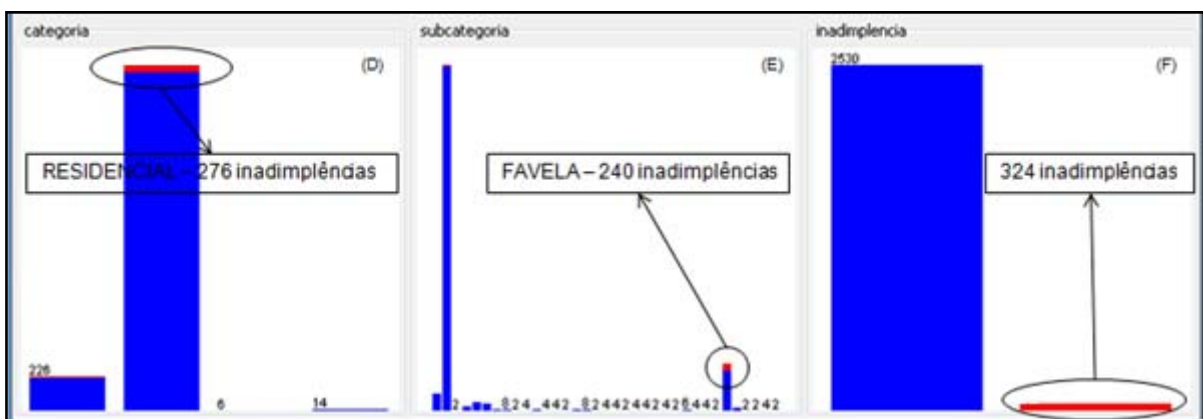 categoria
subcategoria
inadimplencia
(D)
(E)
2530
(F)
RESIDENCIAL – 276 inadimplências
FAVELA – 240 inadimplências
324 inadimplências
226
6
14